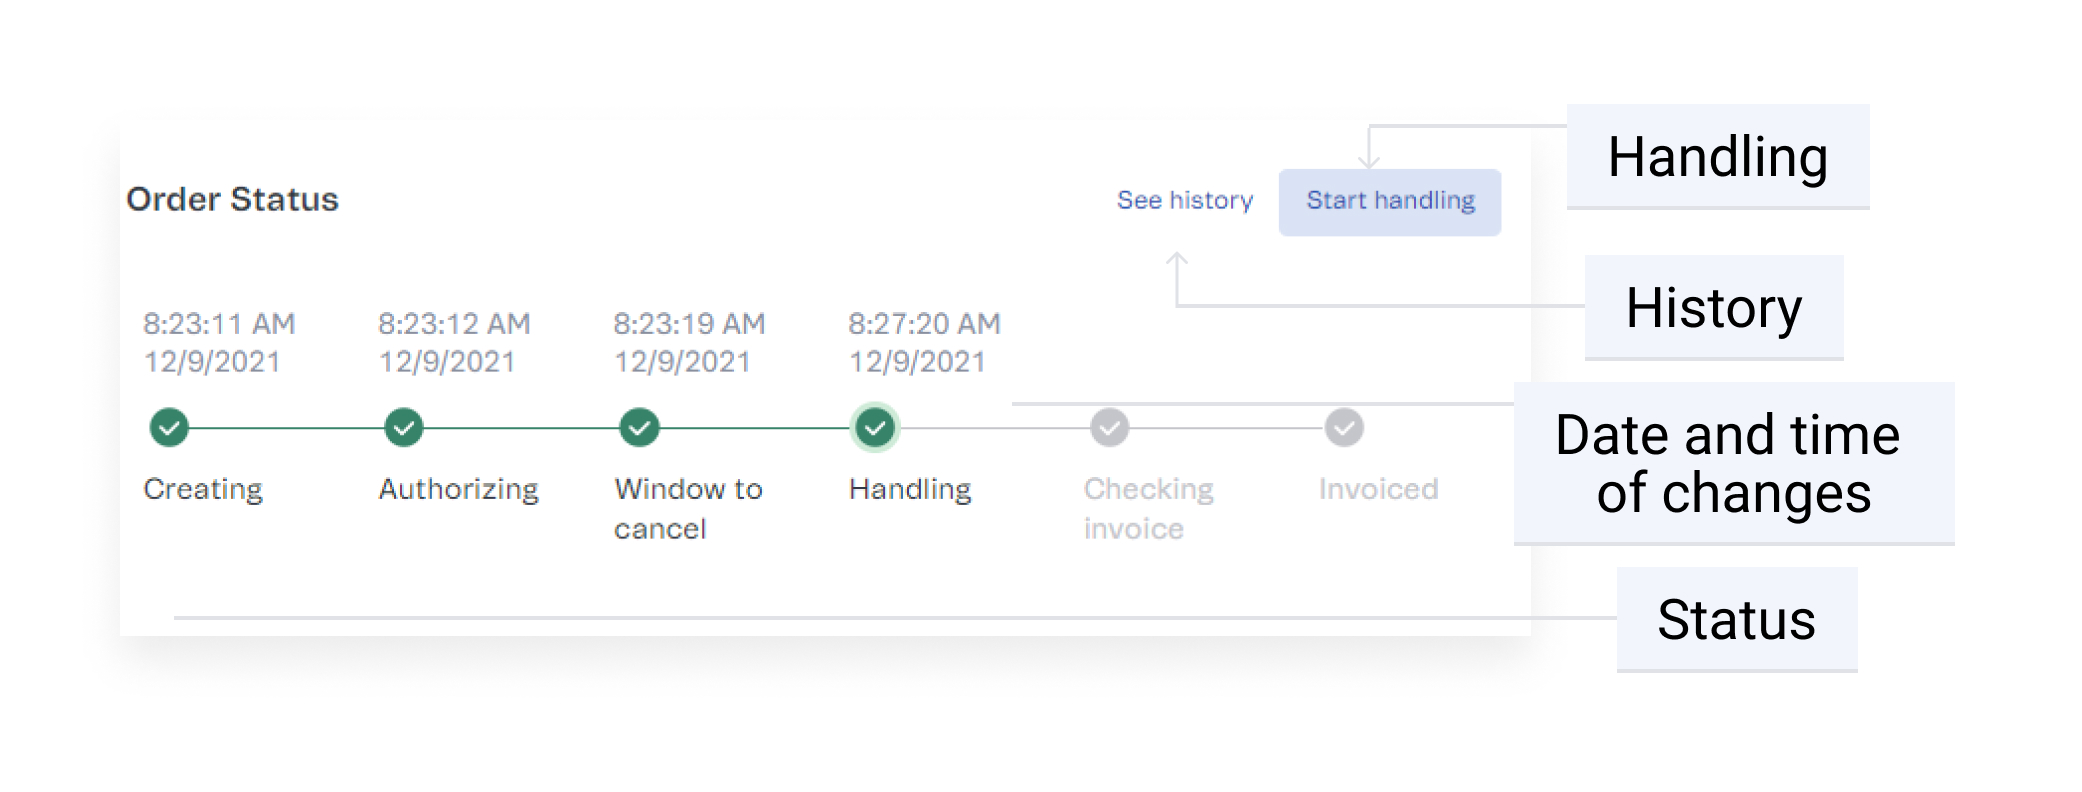 Order Status
See history
Start handling
8:23:11 AM
12/9/2021
8:23:12 AM
12/9/2021
8:23:19 AM
12/9/2021
8:27:20 AM
12/9/2021
Creating
Authorizing
Window to
cancel
Handling
Checking
invoice
Invoiced
Handling
History
Date and time
of changes
Status